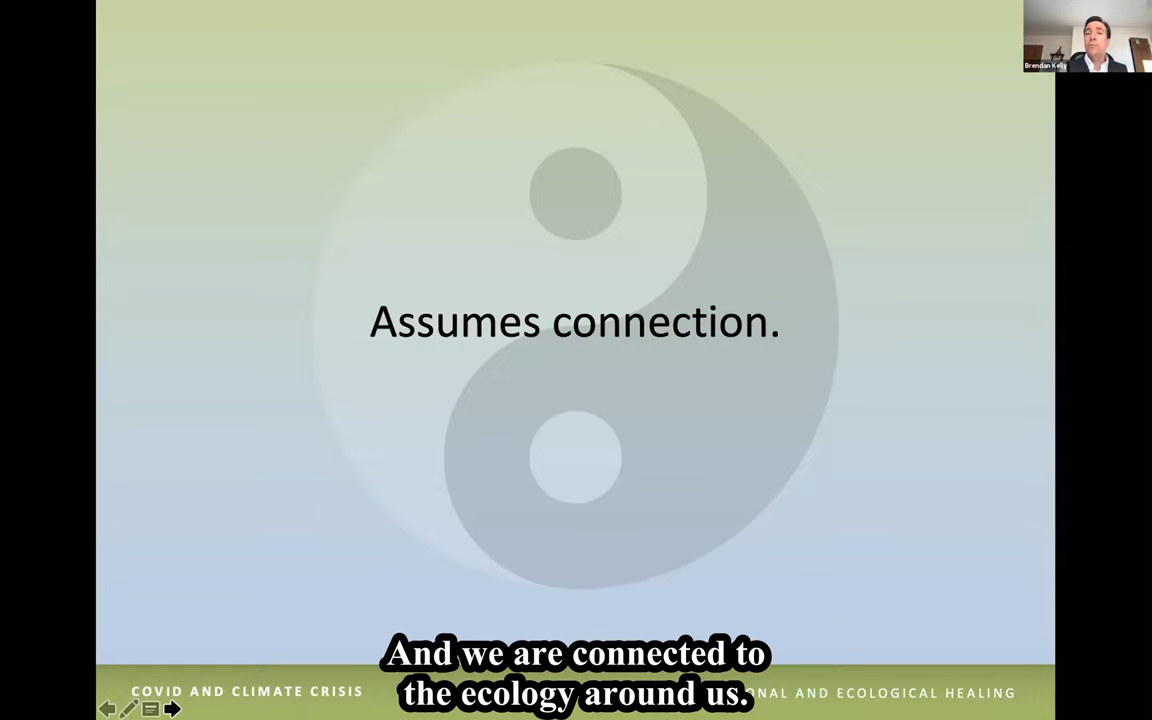 Brendan Kelly
Assumes connection.
And we are connected to
the ecology around us.
COVID AND CLIMATE CRISIS
AND ECOLOGICAL HEALING